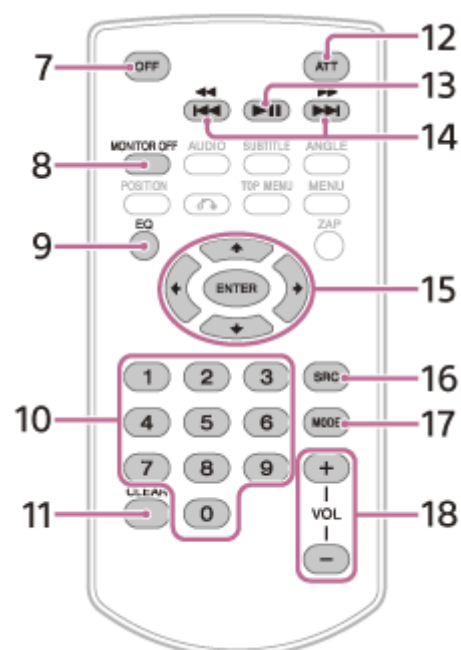 12
7 OFF ATT
13
14
8 MONITOR OFF AUDIO SUBTITLE ANGLE
POSITION TOP MENU MENU
9 EQ ZAP
ENTER 15
1 2 3 SRC 16
10 4 5 6 MODE 17
7 8 9 +
CLEAR
11 0 VOL 18
−